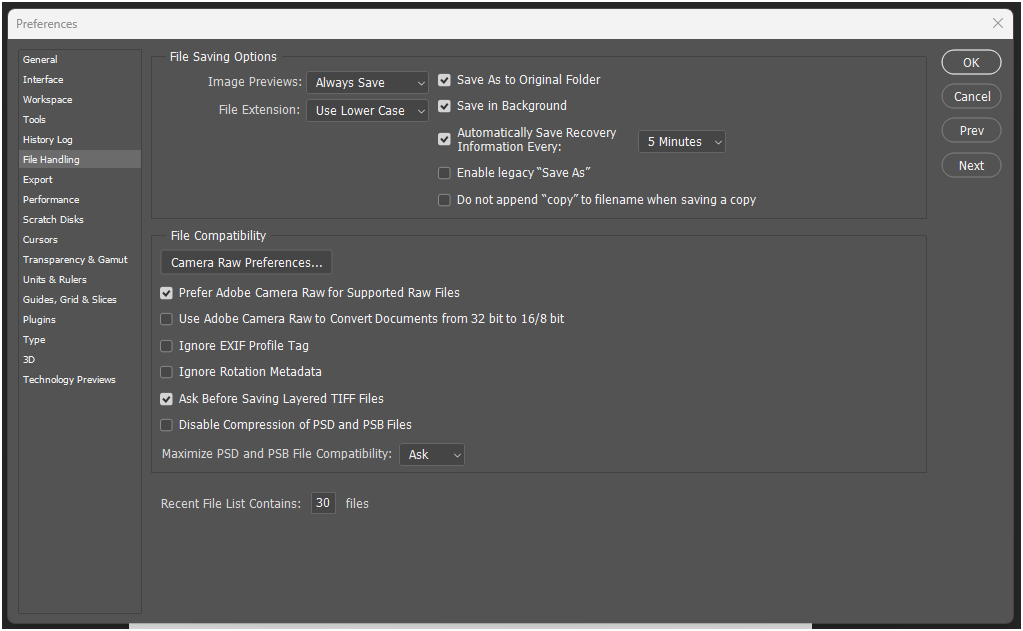 Preferences
General
Interface
Workspace
Tools
History Log
File Handling
Export
Performance
Scratch Disks
Cursors
Transparency & Gamut
Units & Rulers
Guides, Grid & Slices
Plugins
Type
3D
Technology Previews
File Saving Options
Image Previews: Always Save
File Extension: Use Lower Case
Save As to Original Folder
Save in Background
Automatically Save Recovery
Information Every: 5 Minutes
Enable legacy “Save As”
Do not append “copy” to filename when saving a copy
File Compatibility
Camera Raw Preferences...
Prefer Adobe Camera Raw for Supported Raw Files
Use Adobe Camera Raw to Convert Documents from 32 bit to 16/8 bit
Ignore EXIF Profile Tag
Ignore Rotation Metadata
Ask Before Saving Layered TIFF Files
Disable Compression of PSD and PSB Files
Maximize PSD and PSB File Compatibility: Ask
Recent File List Contains: 30 files
OK
Cancel
Prev
Next